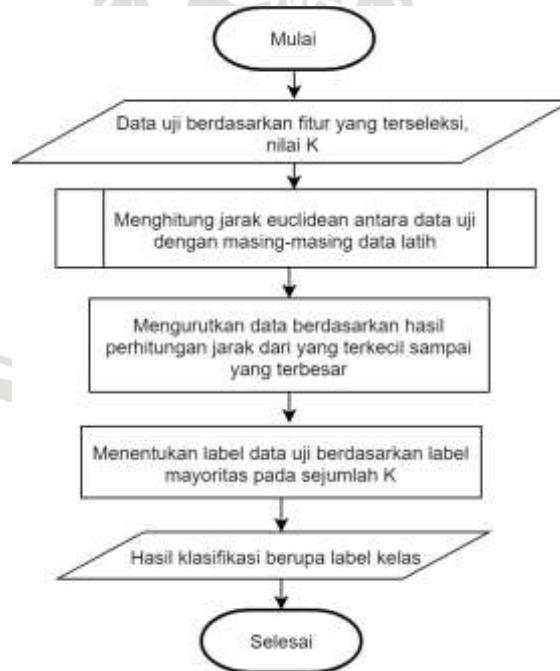 Mulai
Data uji berdasarkan fitur yang terseleksi,
nilai K
Menghitung jarak euclidean antara data uji
dengan masing-masing data latih
Mengurutkan data berdasarkan hasil
perhitungan jarak dari yang terkecil sampai
yang terbesar
Menentukan label data uji berdasarkan label
mayoritas pada sejumlah K
Hasil klasifikasi berupa label kelas
Selesai